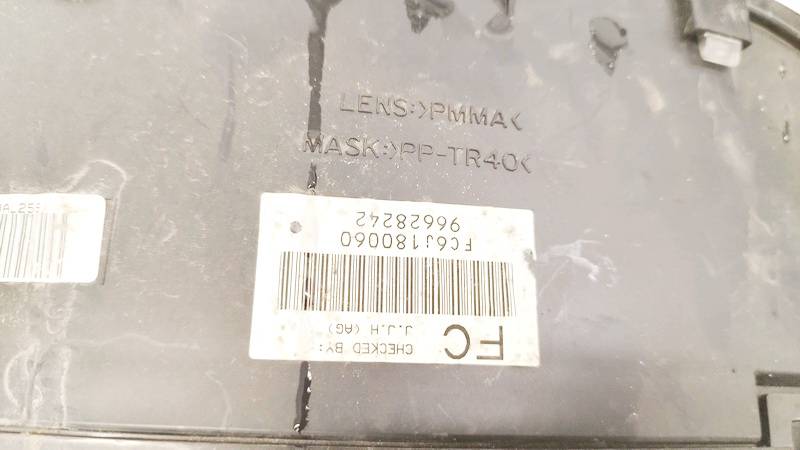 LENS:>PMMA<
MASK:>PP-TR40<
CHECKED BY:
FC J.J.H (AG)
FC6J180060
96628242